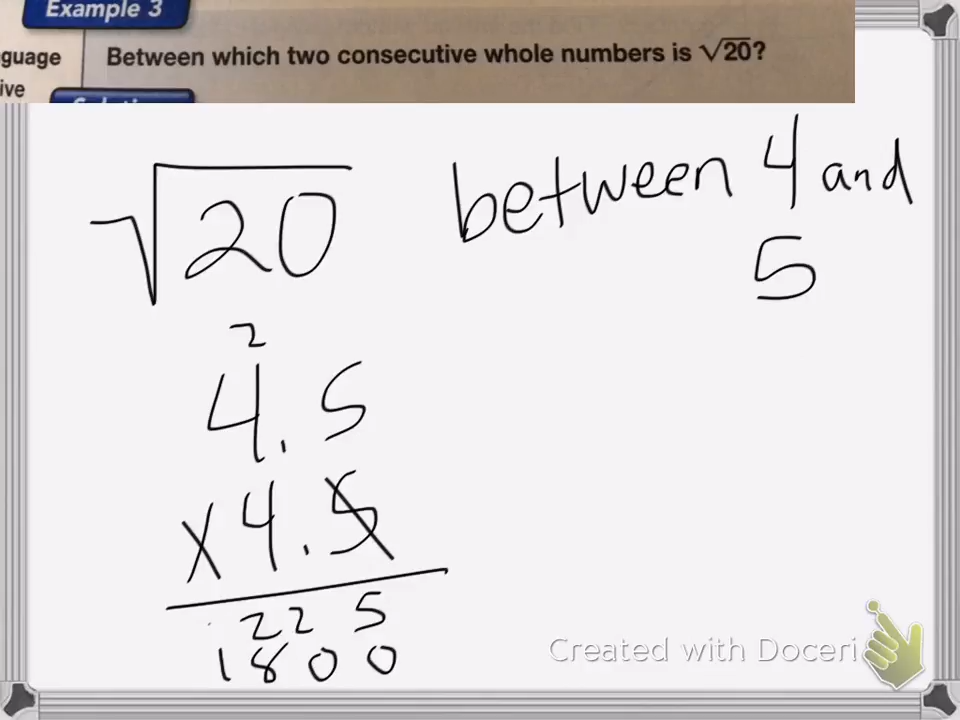 Example 3
guage
Between which two consecutive whole numbers is √20?
ive
√20 between 4 and
5
2
4.5
x4.5
225
1800
Created with Doceri